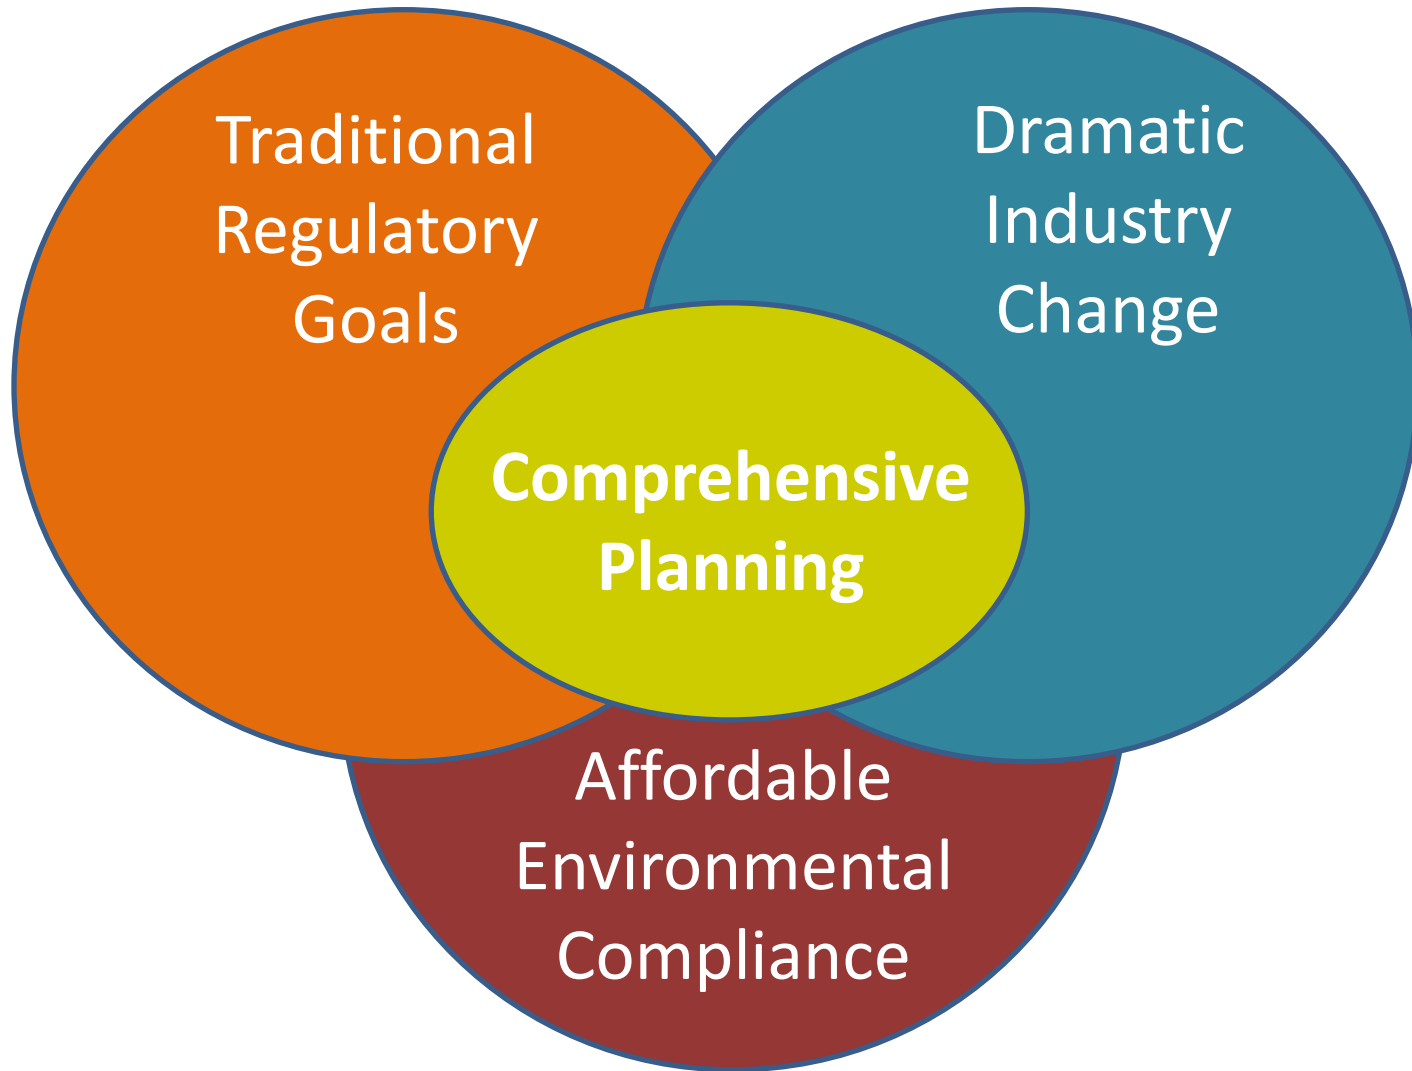 Traditional
Regulatory
Goals
Dramatic
Industry
Change
Comprehensive
Planning
Affordable
Environmental
Compliance